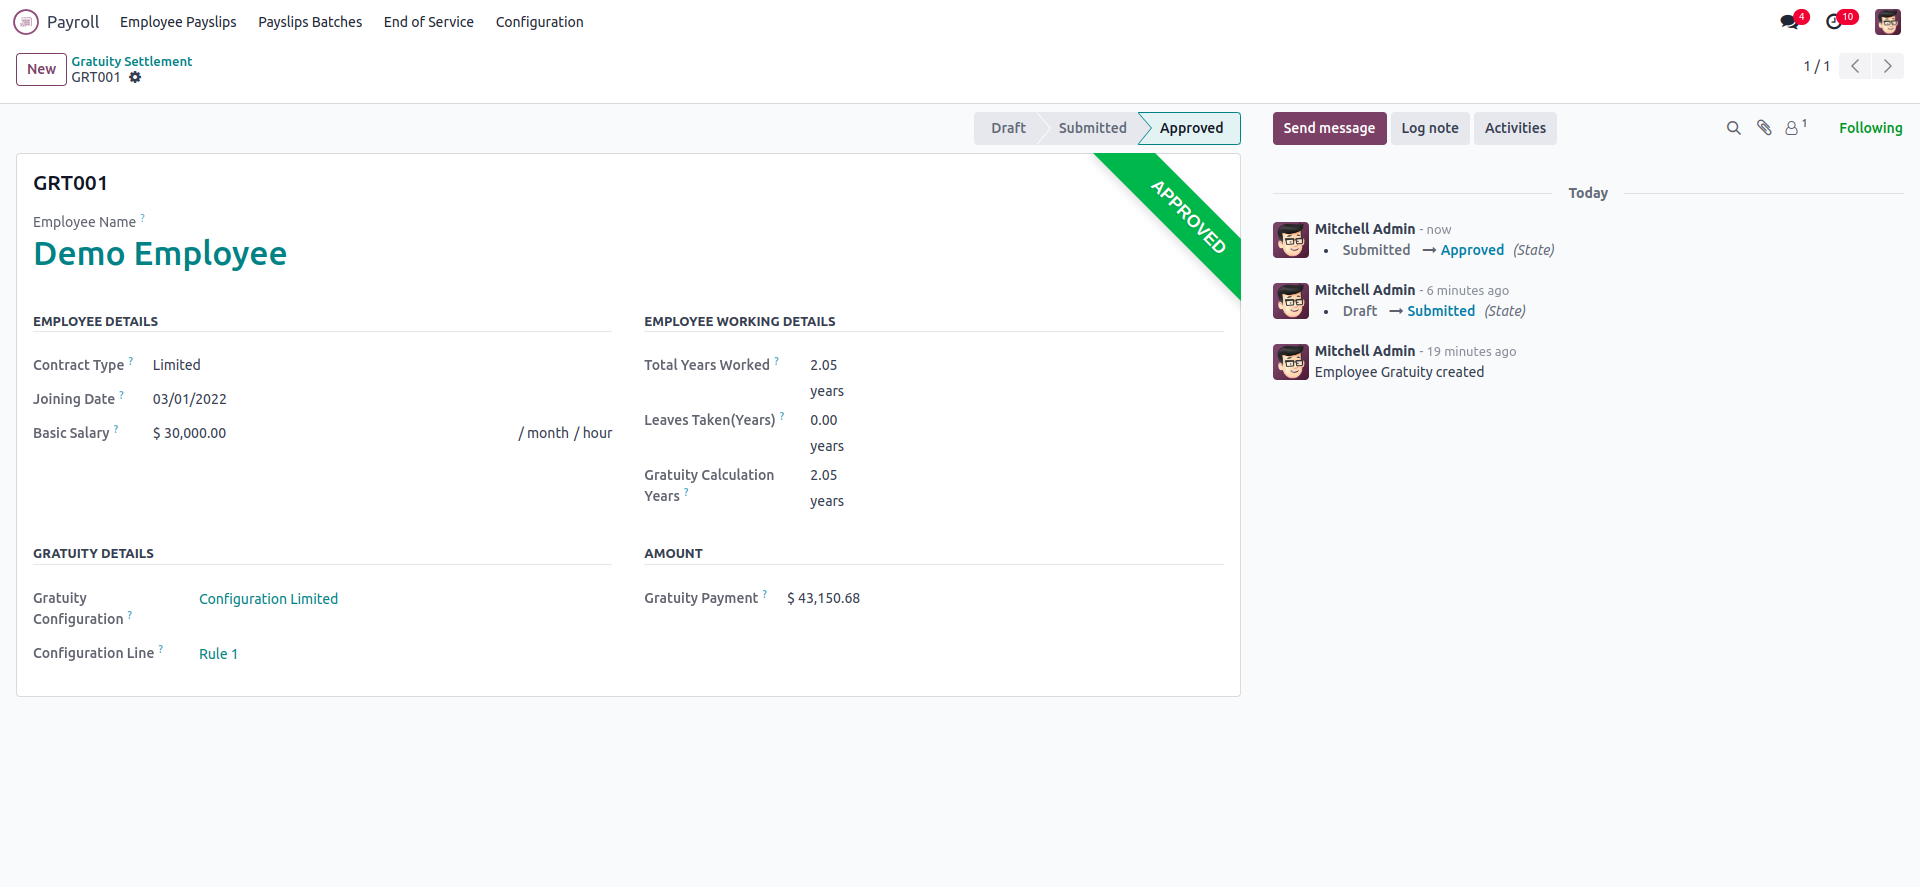 Payroll Employee Payslips Payslips Batches End of Service Configuration 4 10
New Gratuity Settlement
GRT001
1 / 1
Draft Submitted Approved
Send message Log note Activities 1 Following
APPROVED
GRT001
Employee Name ?
Demo Employee
EMPLOYEE DETAILS
Contract Type ? Limited
Joining Date ? 03/01/2022
Basic Salary ? $ 30,000.00 / month / hour
EMPLOYEE WORKING DETAILS
Total Years Worked ? 2.05
years
Leaves Taken(Years) ? 0.00
years
Gratuity Calculation 2.05
Years ?
years
GRATUITY DETAILS
Gratuity Configuration Limited
Configuration ?
Configuration Line ? Rule 1
AMOUNT
Gratuity Payment ? $ 43,150.68
Today
Mitchell Admin - now
• Submitted → Approved (State)
Mitchell Admin - 6 minutes ago
• Draft → Submitted (State)
Mitchell Admin - 19 minutes ago
Employee Gratuity created